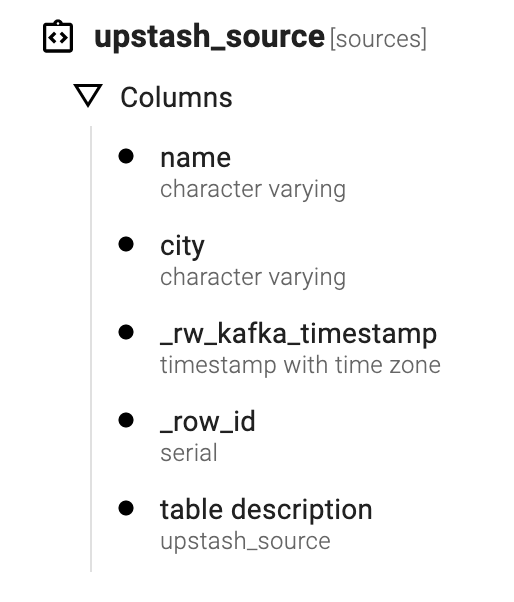 upstash_source [sources]
Columns
name
character varying
city
character varying
_rw_kafka_timestamp
timestamp with time zone
_row_id
serial
table description
upstash_source